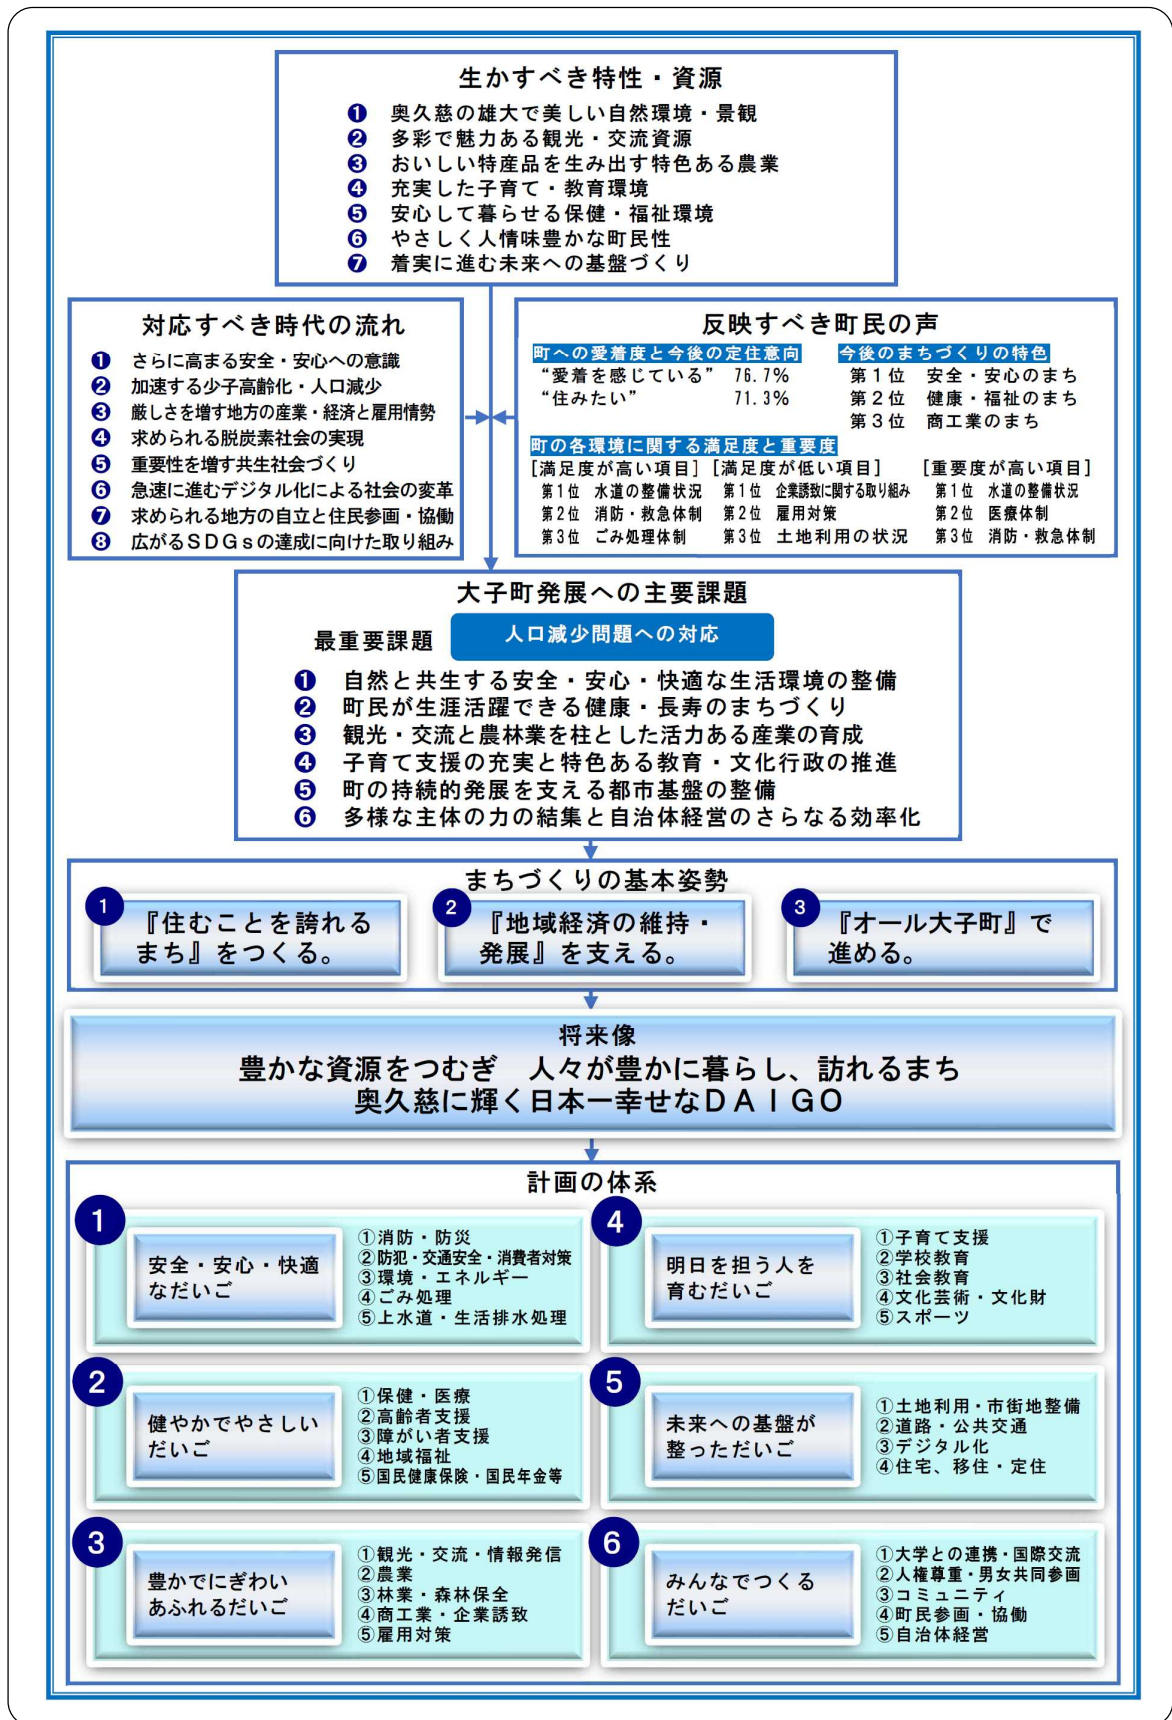 生かすべき特性・資源
❶ 奥久慈の雄大で美しい自然環境・景観
❷ 多彩で魅力ある観光・交流資源
❸ おいしい特産品を生み出す特色ある農業
❹ 充実した子育て・教育環境
❺ 安心して暮らせる保健・福祉環境
❻ やさしく人情味豊かな町民性
❼ 着実に進む未来への基盤づくり
対応すべき時代の流れ
❶ さらに高まる安全・安心への意識
❷ 加速する少子高齢化・人口減少
❸ 厳しさを増す地方の産業・経済と雇用情勢
❹ 求められる脱炭素社会の実現
❺ 重要性を増す共生社会づくり
❻ 急速に進むデジタル化による社会の変革
❼ 求められる地方の自立と住民参画・協働
❽ 広がるSDGsの達成に向けた取り組み
反映すべき町民の声
町への愛着度と今後の定住意向
“愛着を感じている” 76.7%
“住みたい” 71.3%
今後のまちづくりの特色
第1位 安全・安心のまち
第2位 健康・福祉のまち
第3位 商工業のまち
町の各環境に関する満足度と重要度
[満足度が高い項目]
第1位 水道の整備状況
第2位 消防・救急体制
第3位 ごみ処理体制
[満足度が低い項目]
第1位 企業誘致に関する取り組み
第2位 雇用対策
第3位 土地利用の状況
[重要度が高い項目]
第1位 水道の整備状況
第2位 医療体制
第3位 消防・救急体制
大子町発展への主要課題
最重要課題 人口減少問題への対応
❶ 自然と共生する安全・安心・快適な生活環境の整備
❷ 町民が生涯活躍できる健康・長寿のまちづくり
❸ 観光・交流と農林業を柱とした活力ある産業の育成
❹ 子育て支援の充実と特色ある教育・文化行政の推進
❺ 町の持続的発展を支える都市基盤の整備
❻ 多様な主体の力の結集と自治体経営のさらなる効率化
まちづくりの基本姿勢
1
『住むことを誇れる
まち』をつくる。
2
『地域経済の維持・
発展』を支える。
3
『オール大子町』で
進める。
将来像
豊かな資源をつむぎ 人々が豊かに暮らし、訪れるまち
奥久慈に輝く日本一幸せなDAIGO
計画の体系
1
安全・安心・快適
なだいご
①消防・防災
②防犯・交通安全・消費者対策
③環境・エネルギー
④ごみ処理
⑤上水道・生活排水処理
2
健やかでやさしい
だいご
①保健・医療
②高齢者支援
③障がい者支援
④地域福祉
⑤国民健康保険・国民年金等
3
豊かでにぎわい
あふれるだいご
①観光・交流・情報発信
②農業
③林業・森林保全
④商工業・企業誘致
⑤雇用対策
4
明日を担う人を
育むだいご
①子育て支援
②学校教育
③社会教育
④文化芸術・文化財
⑤スポーツ
5
未来への基盤が
整っただいご
①土地利用・市街地整備
②道路・公共交通
③デジタル化
④住宅、移住・定住
6
みんなでつくる
だいご
①大学との連携・国際交流
②人権尊重・男女共同参画
③コミュニティ
④町民参画・協働
⑤自治体経営